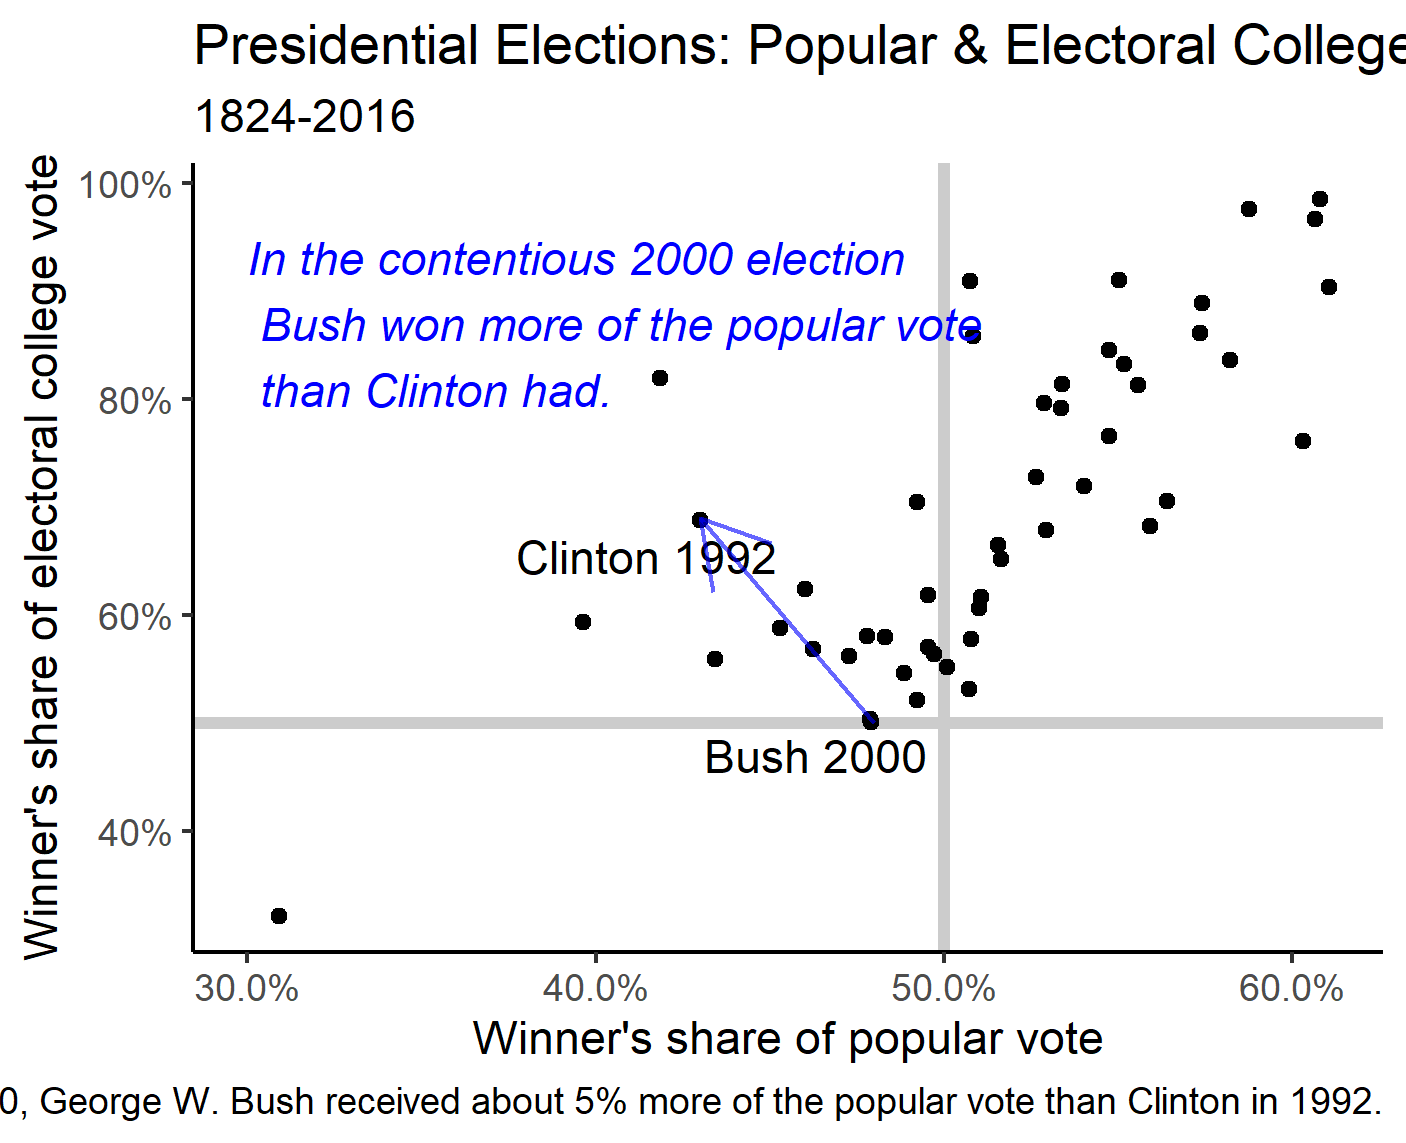 Presidential Elections: Popular & Electoral College
1824-2016
Winner's share of electoral college vote
100%
80%
60%
40%
In the contentious 2000 election
Bush won more of the popular vote
than Clinton had.
Clinton 1992
Bush 2000
30.0%
40.0%
50.0%
60.0%
Winner's share of popular vote
0, George W. Bush received about 5% more of the popular vote than Clinton in 1992.